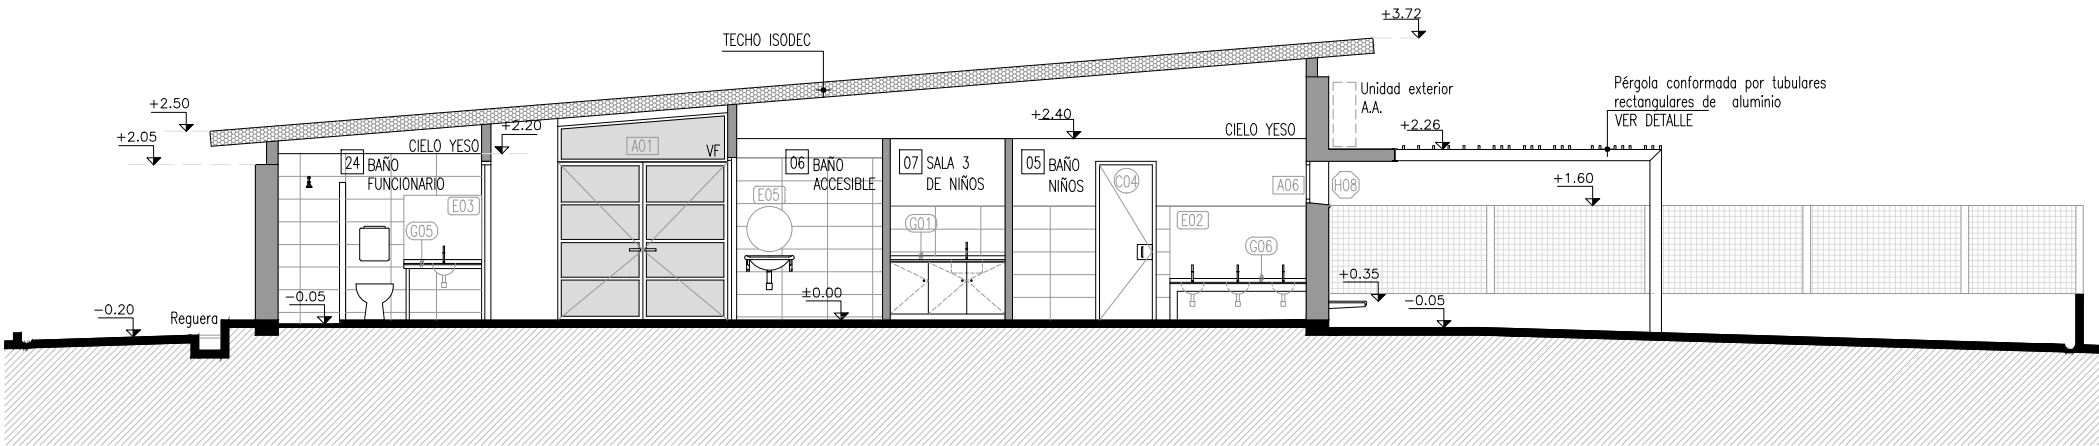 +3.72
TECHO ISODEC
Unidad exterior
A.A.
Pérgola conformada por tubulares
rectangulares de aluminio
VER DETALLE
+2.50
+2.05
+2.20
+2.40
+2.26
CIELO YESO
A01
VF
CIELO YESO
24 BAÑO
FUNCIONARIO
06 BAÑO
ACCESIBLE
07 SALA 3
DE NIÑOS
05 BAÑO
NIÑOS
C04
A06
H08
+1.60
E03
E05
E02
G05
G01
G06
+0.35
-0.05
±0.00
-0.05
-0.20
Reguera